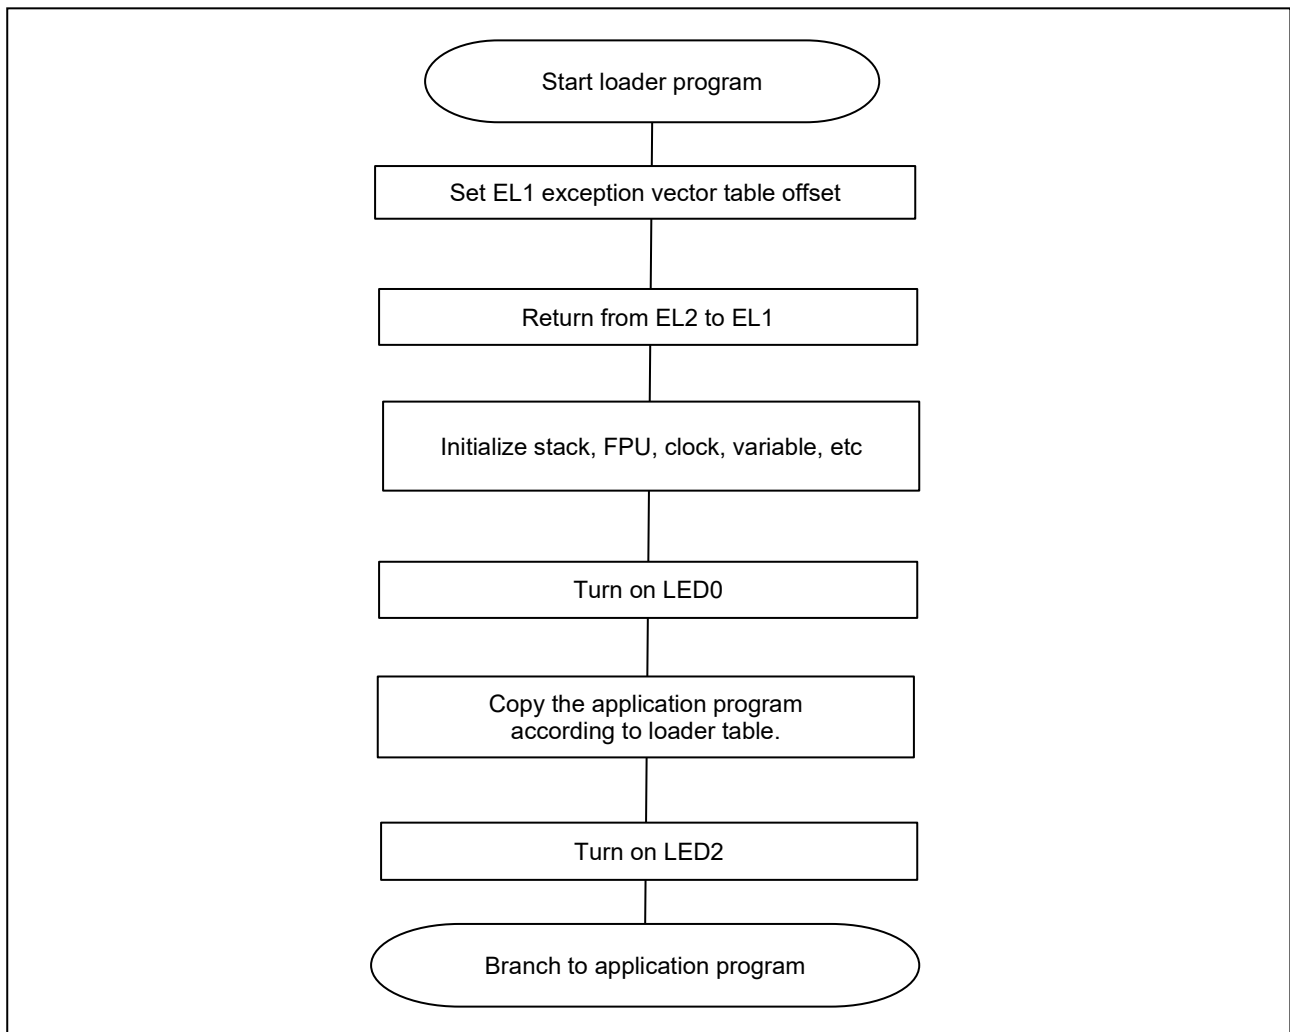 Start loader program
Set EL1 exception vector table offset
Return from EL2 to EL1
Initialize stack, FPU, clock, variable, etc
Turn on LED0
Copy the application program
according to loader table.
Turn on LED2
Branch to application program